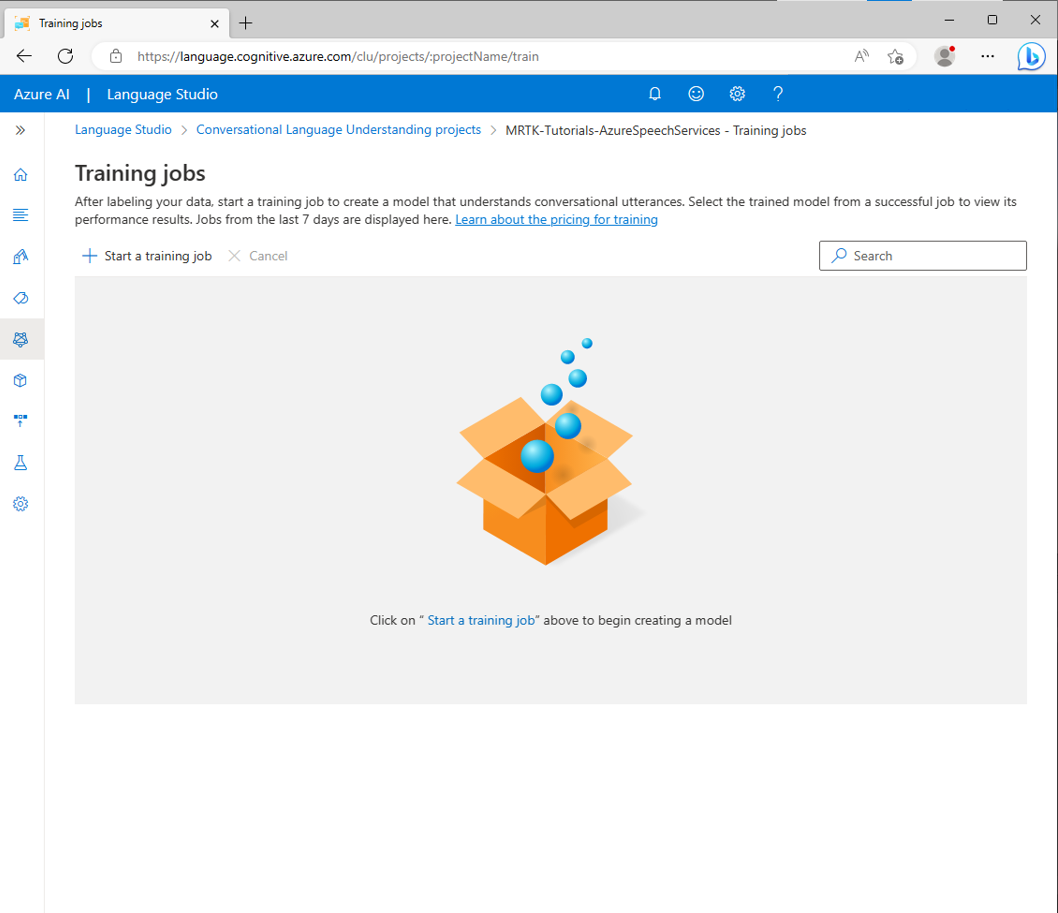 Training jobs
https://language.cognitive.azure.com/clu/projects/:projectName/train
Azure AI | Language Studio
Language Studio > Conversational Language Understanding projects > MRTK-Tutorials-AzureSpeechServices - Training jobs
Training jobs
After labeling your data, start a training job to create a model that understands conversational utterances. Select the trained model from a successful job to view its
performance results. Jobs from the last 7 days are displayed here. Learn about the pricing for training
Start a training job Cancel Search
Click on “ Start a training job” above to begin creating a model